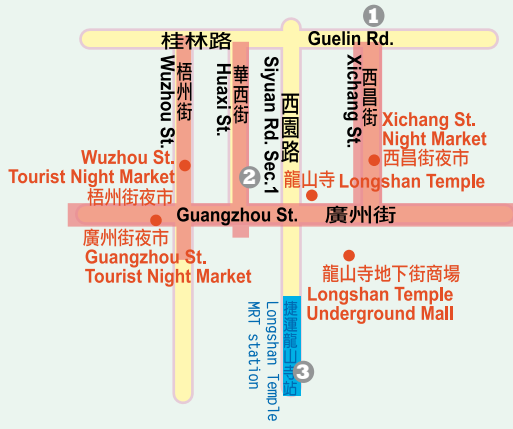 1
桂林路
Guelin Rd.
梧州街
Wuzhou St.
華西街
Huaxi St.
西園路
Siyuan Rd. Sec.1
西昌街
Xichang St.
Xichang St.
Night Market
西昌街夜市
Wuzhou St.
Tourist Night Market
梧州街夜市
2
龍山寺 Longshan Temple
Guangzhou St. 廣州街
廣州街夜市
Guangzhou St.
Tourist Night Market
龍山寺地下街商場
Longshan Temple
Underground Mall
捷運龍山寺站
Longshan Temple
MRT station
3